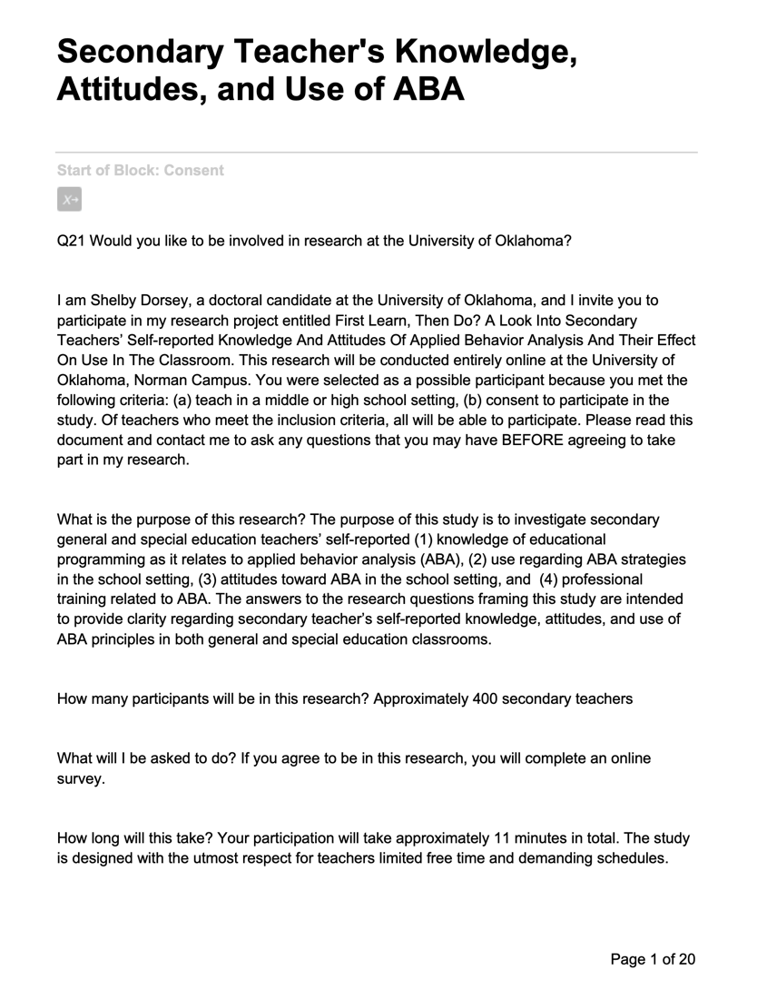 Secondary Teacher's Knowledge,
Attitudes, and Use of ABA
Start of Block: Consent
X→
Q21 Would you like to be involved in research at the University of Oklahoma?
I am Shelby Dorsey, a doctoral candidate at the University of Oklahoma, and I invite you to
participate in my research project entitled First Learn, Then Do? A Look Into Secondary
Teachers’ Self-reported Knowledge And Attitudes Of Applied Behavior Analysis And Their Effect
On Use In The Classroom. This research will be conducted entirely online at the University of
Oklahoma, Norman Campus. You were selected as a possible participant because you met the
following criteria: (a) teach in a middle or high school setting, (b) consent to participate in the
study. Of teachers who meet the inclusion criteria, all will be able to participate. Please read this
document and contact me to ask any questions that you may have BEFORE agreeing to take
part in my research.
What is the purpose of this research? The purpose of this study is to investigate secondary
general and special education teachers’ self-reported (1) knowledge of educational
programming as it relates to applied behavior analysis (ABA), (2) use regarding ABA strategies
in the school setting, (3) attitudes toward ABA in the school setting, and  (4) professional
training related to ABA. The answers to the research questions framing this study are intended
to provide clarity regarding secondary teacher’s self-reported knowledge, attitudes, and use of
ABA principles in both general and special education classrooms.
How many participants will be in this research? Approximately 400 secondary teachers
What will I be asked to do? If you agree to be in this research, you will complete an online
survey.
How long will this take? Your participation will take approximately 11 minutes in total. The study
is designed with the utmost respect for teachers limited free time and demanding schedules.
Page 1 of 20